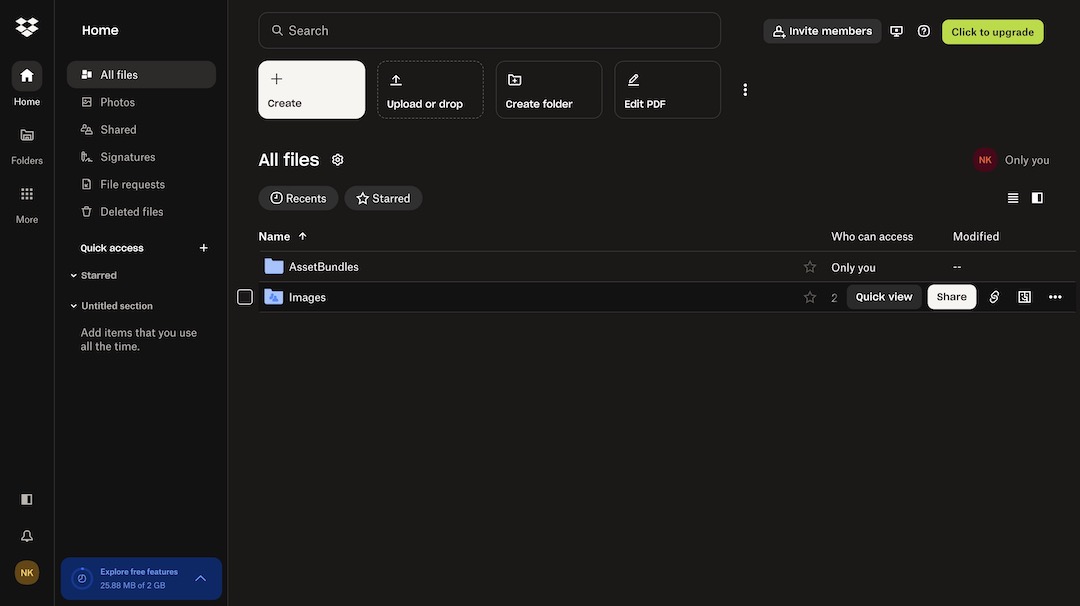 Home
Folders
More
NK
Home
All files
Photos
Shared
Signatures
File requests
Deleted files
Quick access
Starred
Untitled section
Add items that you use
all the time.
Explore free features
25.88 MB of 2 GB
Search
Invite members
Click to upgrade
Create
Upload or drop
Create folder
Edit PDF
All files
NK Only you
Recents Starred
Name Who can access Modified
AssetBundles Only you --
Images 2 Quick view Share